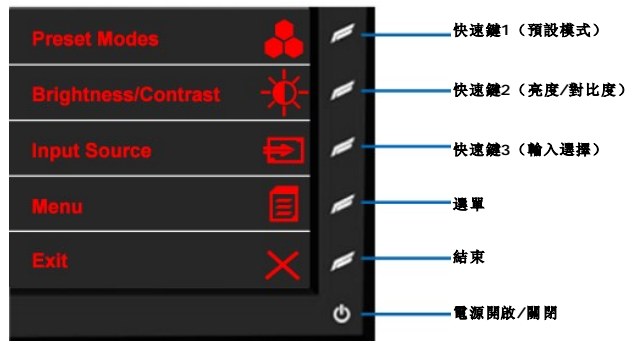 Preset Modes
快速鍵1（預設模式）
Brightness/Contrast
快速鍵2（亮度/對比度）
Input Source
快速鍵3（輸入選擇）
Menu
選單
Exit
結束
電源開啟/關閉